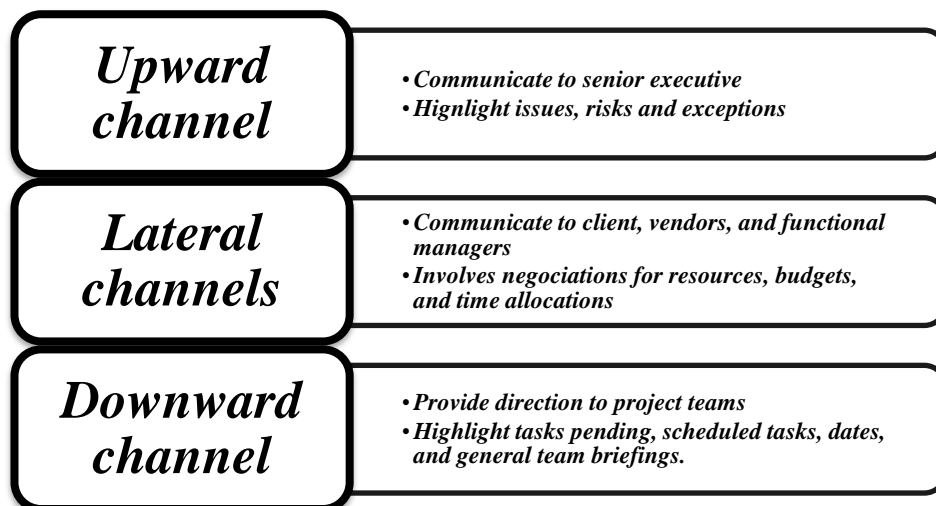 Upward
channel
• Communicate to senior executive
• Hignlight issues, risks and exceptions
Lateral
channels
• Communicate to client, vendors, and functional
managers
• Involves negociations for resources, budgets,
and time allocations
Downward
channel
• Provide direction to project teams
• Highlight tasks pending, scheduled tasks, dates,
and general team briefings.